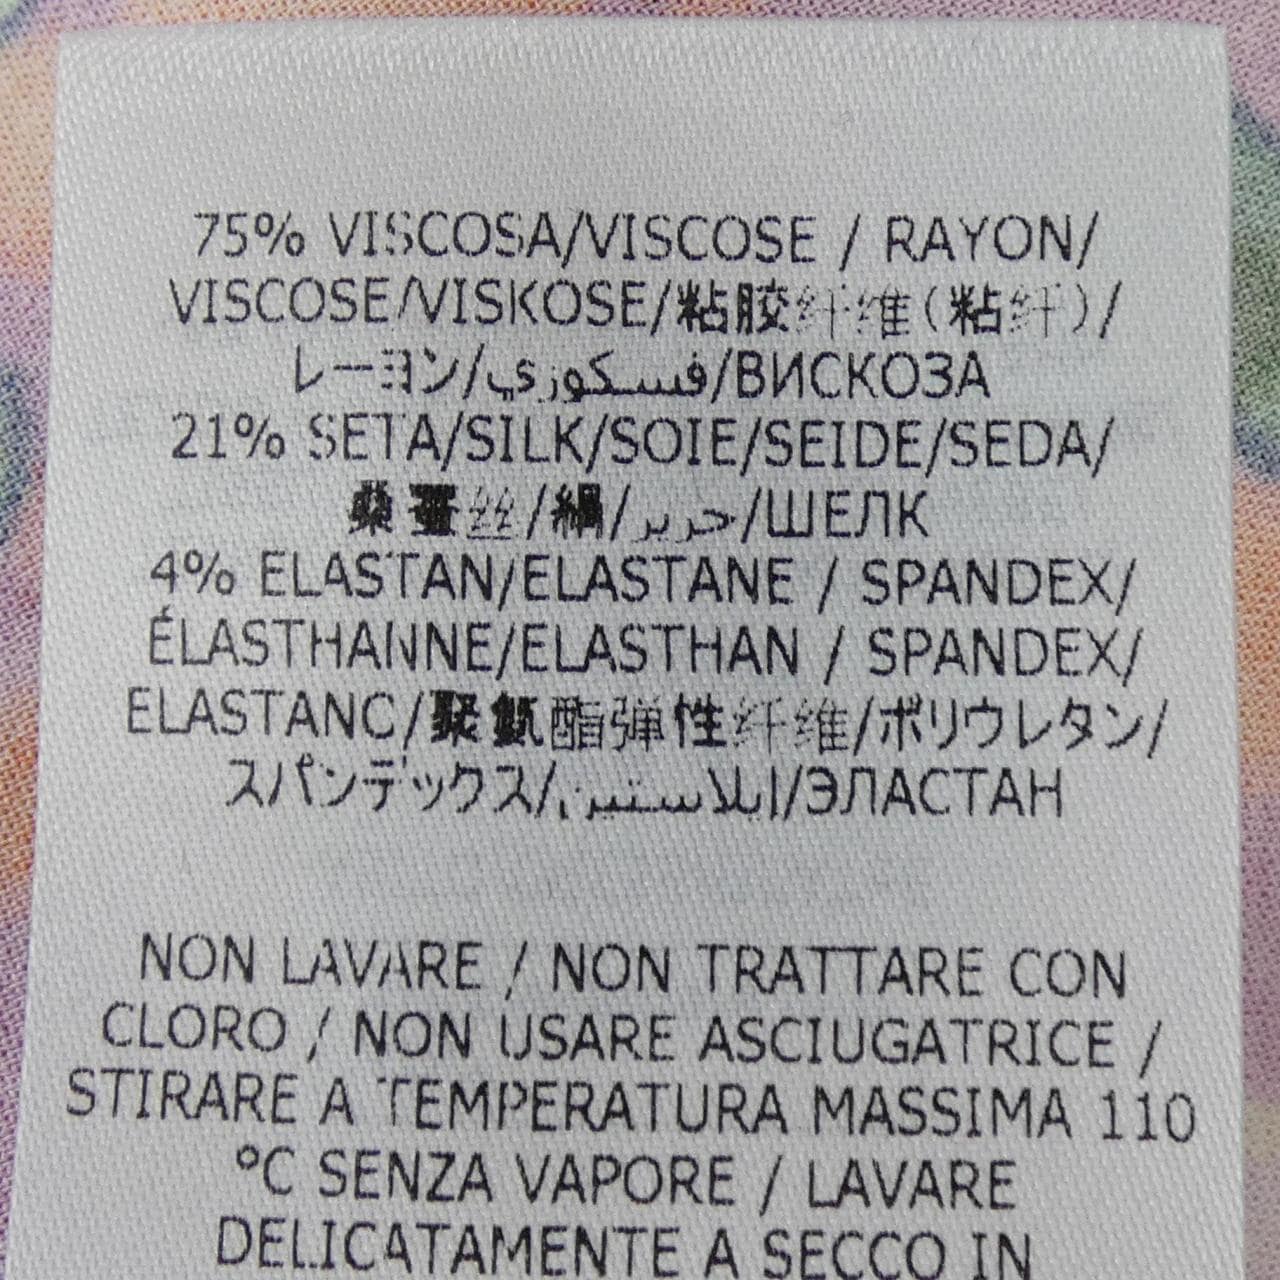 75% VISCOSA/VISCOSE / RAYON/
VISCOSE/VISKOSE/粘胶纤维(粘纤)/
レーヨン/فسكوزي/ВИСКОЗА
21% SETA/SILK/SOIE/SEIDE/SEDA/
桑蚕丝/絹/حرير/ШЕЛК
4% ELASTAN/ELASTANE / SPANDEX/
ÉLASTHANNE/ELASTHAN / SPANDEX/
ELASTANO/聚氨酯弹性纤维/ポリウレタン/
スパンデックス/إيلاستين/ЭЛАСТАН
NON LAVARE / NON TRATTARE CON
CLORO / NON USARE ASCIUGATRICE /
STIRARE A TEMPERATURA MASSIMA 110
°C SENZA VAPORE / LAVARE
DELICATAMENTE A SECCO IN